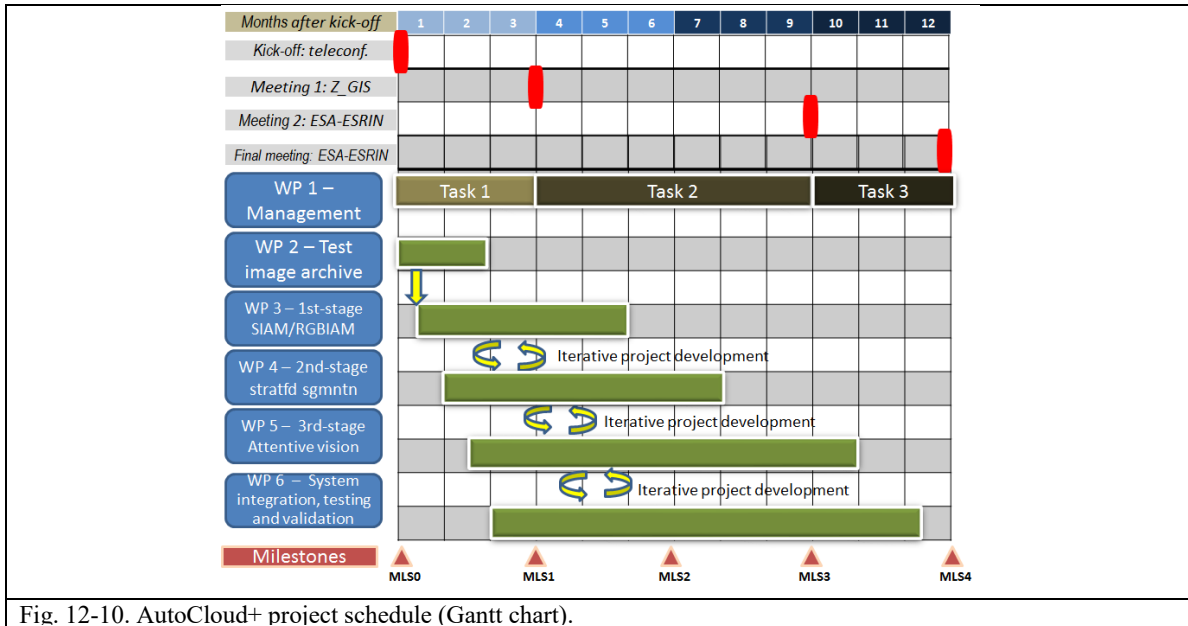 Months after kick-off 1 2 3 4 5 6 7 8 9 10 11 12
Kick-off: teleconf.
Meeting 1: Z_GIS
Meeting 2: ESA-ESRIN
Final meeting: ESA-ESRIN
WP 1 –
Management
Task 1 Task 2 Task 3
WP 2 – Test
image archive
WP 3 – 1st-stage
SIAM/RGBIAM
Iterative project development
WP 4 – 2nd-stage
stratfd sgmntn
Iterative project development
WP 5 – 3rd-stage
Attentive vision
Iterative project development
WP 6 – System
integration, testing
and validation
Milestones
MLS0 MLS1 MLS2 MLS3 MLS4
Fig. 12-10. AutoCloud+ project schedule (Gantt chart).